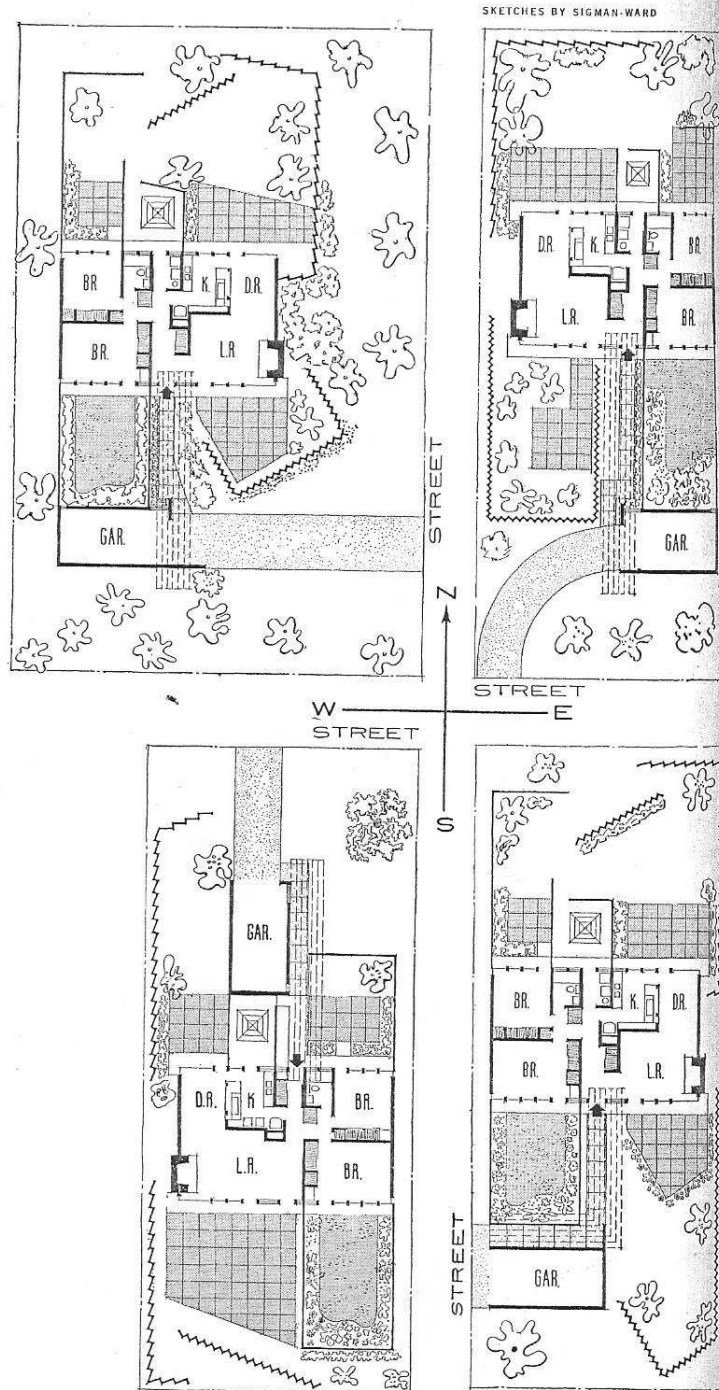 SKETCHES BY SIGMAN-WARD
BR
K.
D.R.
BR.
L.R
GAR.
STREET
D.R.
K.
BR.
L.R.
BR.
GAR.
STREET
N
W E
S
STREET
GAR.
D.R.
K
BR.
L.R.
BR.
BR.
K.
D.R.
BR.
L.R.
GAR.
STREET